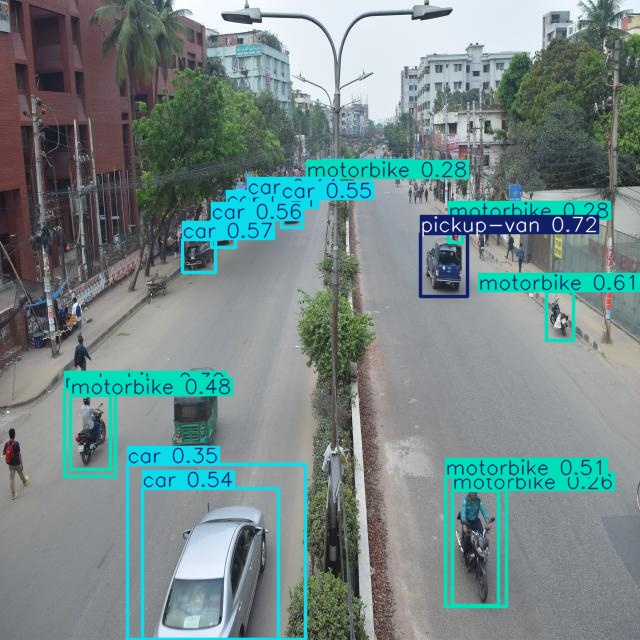 motorbike 0.28
car 0.55
car 0.56
motorbike 0.28
car 0.57
pickup-van 0.72
motorbike 0.61
motorbike 0.48
car 0.35
car 0.54
motorbike 0.51
motorbike 0.26